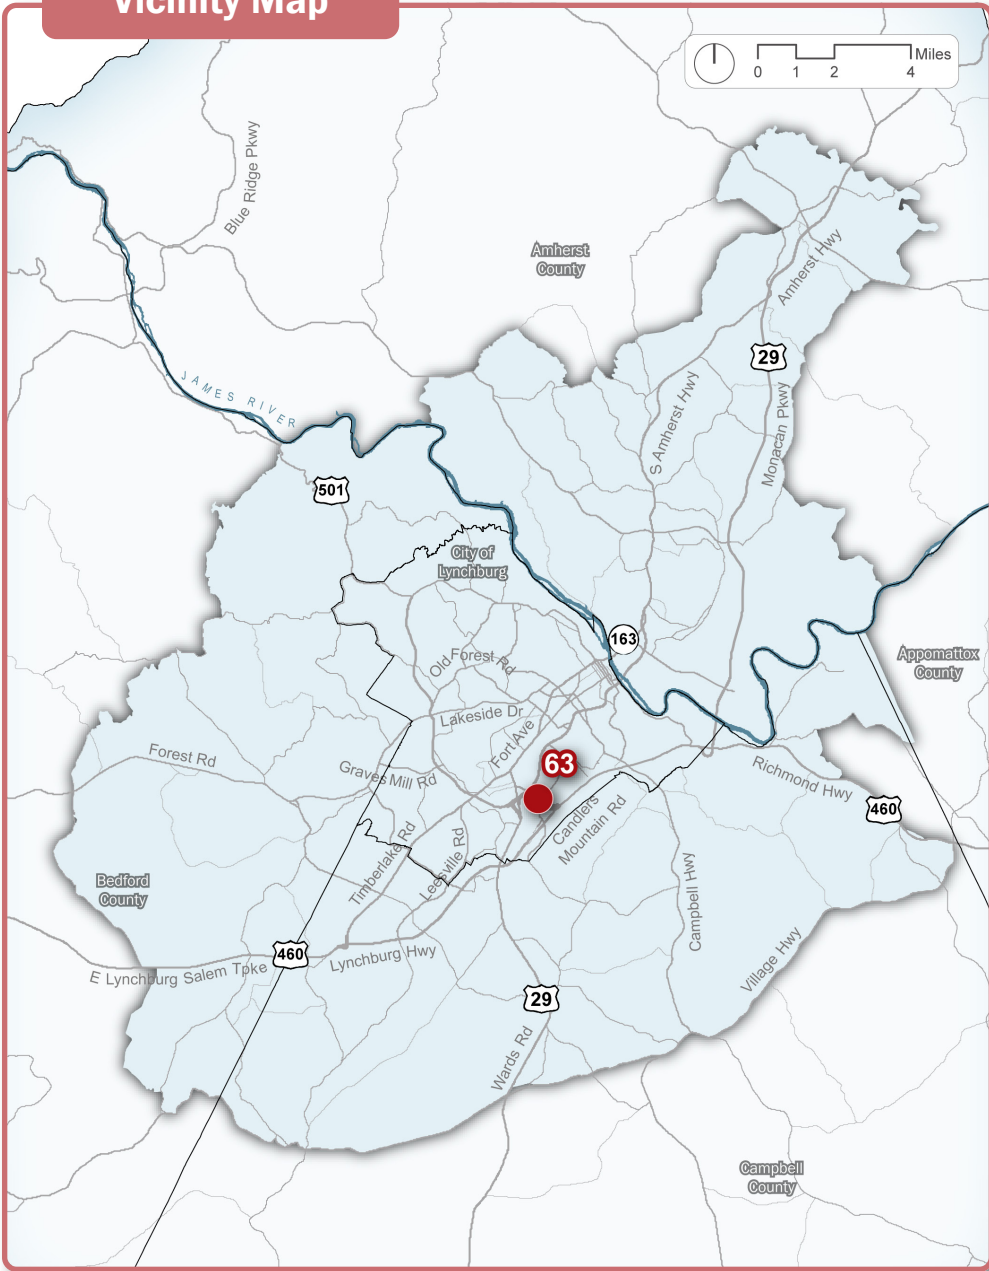 Vicinity Map
Miles
0 1 2 4
Blue Ridge Pkwy
Amherst
County
Amherst Hwy
29
JAMES RIVER
S Amherst Hwy
Monacan Pkwy
501
City of
Lynchburg
163
Old Forest Rd
Appomattox
County
Lakeside Dr
Fort Ave
Forest Rd
Graves Mill Rd
63
Richmond Hwy
460
Candlers
Mountain Rd
Timberlake Rd
Leesville Rd
Bedford
County
Campbell Hwy
460
Lynchburg Hwy
E Lynchburg Salem Tpke
Village Hwy
29
Wards Rd
Campbell
County